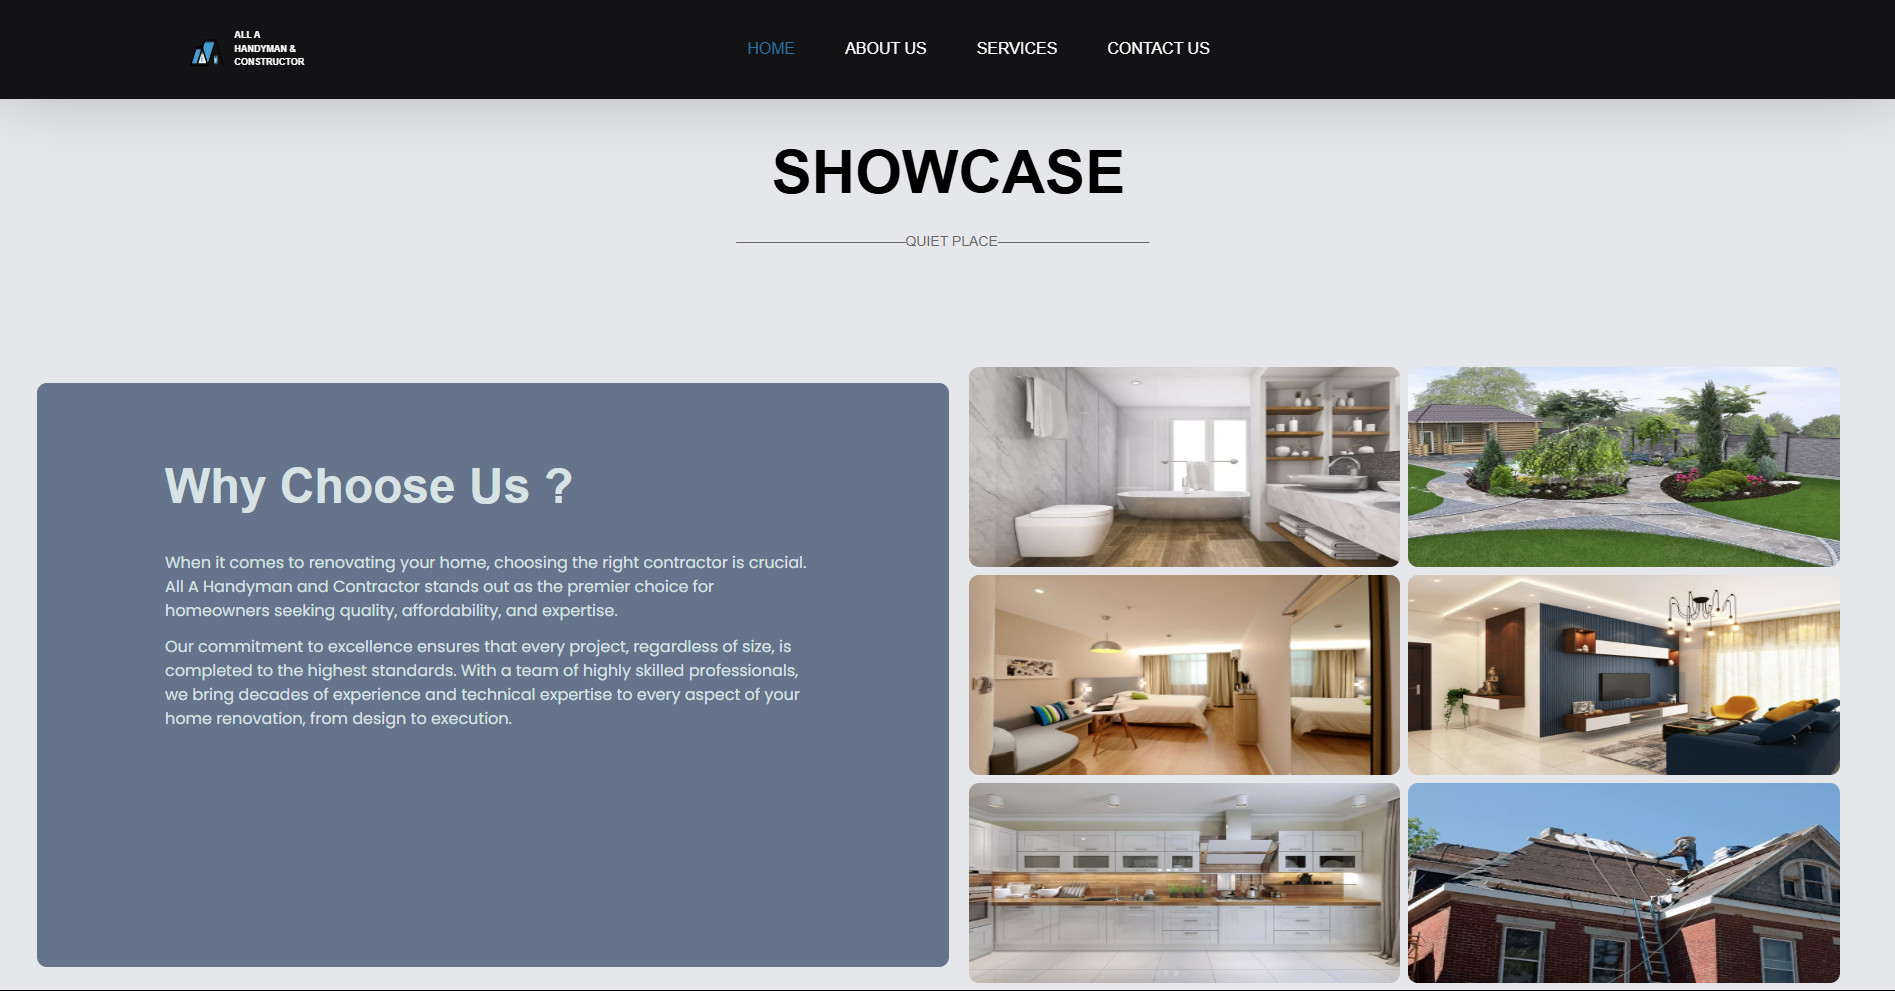 ALL A
HANDYMAN &
CONSTRUCTOR
HOME
ABOUT US
SERVICES
CONTACT US
SHOWCASE
QUIET PLACE
Why Choose Us ?
When it comes to renovating your home, choosing the right contractor is crucial.
All A Handyman and Contractor stands out as the premier choice for
homeowners seeking quality, affordability, and expertise.
Our commitment to excellence ensures that every project, regardless of size, is
completed to the highest standards. With a team of highly skilled professionals,
we bring decades of experience and technical expertise to every aspect of your
home renovation, from design to execution.